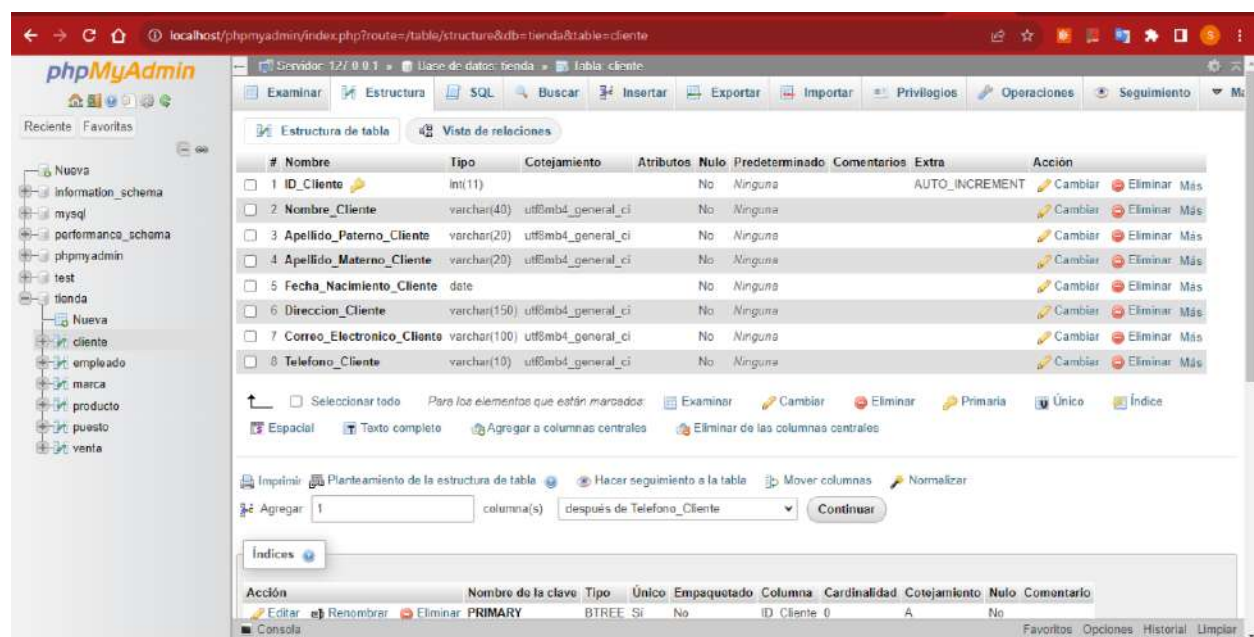 localhost/phpmyadmin/index.php?route=/table/structure&db=tienda&table=cliente
S
phpMyAdmin
Reciente Favoritas
Nueva
information_schema
mysql
performance_schema
phpmyadmin
test
tienda
Nueva
cliente
empleado
marca
producto
puesto
venta
Servidor: 127.0.0.1 » Base de datos: tienda » Tabla: cliente
Examinar Estructura SQL Buscar Insertar Exportar Importar Privilegios Operaciones Seguimiento
Estructura de tabla Vista de relaciones
# Nombre Tipo Cotejamiento Atributos Nulo Predeterminado Comentarios Extra Acción
1 ID_Cliente int(11) No Ninguna AUTO_INCREMENT Cambiar Eliminar Más
2 Nombre_Cliente varchar(40) utf8mb4_general_ci No Ninguna Cambiar Eliminar Más
3 Apellido_Paterno_Cliente varchar(20) utf8mb4_general_ci No Ninguna Cambiar Eliminar Más
4 Apellido_Materno_Cliente varchar(20) utf8mb4_general_ci No Ninguna Cambiar Eliminar Más
5 Fecha_Nacimiento_Cliente date No Ninguna Cambiar Eliminar Más
6 Direccion_Cliente varchar(150) utf8mb4_general_ci No Ninguna Cambiar Eliminar Más
7 Correo_Electronico_Cliente varchar(100) utf8mb4_general_ci No Ninguna Cambiar Eliminar Más
8 Telefono_Cliente varchar(10) utf8mb4_general_ci No Ninguna Cambiar Eliminar Más
Seleccionar todo Para los elementos que están marcados: Examinar Cambiar Eliminar Primaria Único Índice
Espacial Texto completo Agregar a columnas centrales Eliminar de las columnas centrales
Imprimir Planteamiento de la estructura de tabla Hacer seguimiento a la tabla Mover columnas Normalizar
Agregar 1 columna(s) después de Telefono_Cliente Continuar
Índices
Acción Nombre de la clave Tipo Único Empaquetado Columna Cardinalidad Cotejamiento Nulo Comentario
Editar Renombrar Eliminar PRIMARY BTREE Sí No ID_Cliente 0 A No
Consola Favoritos Opciones Historial Limpiar